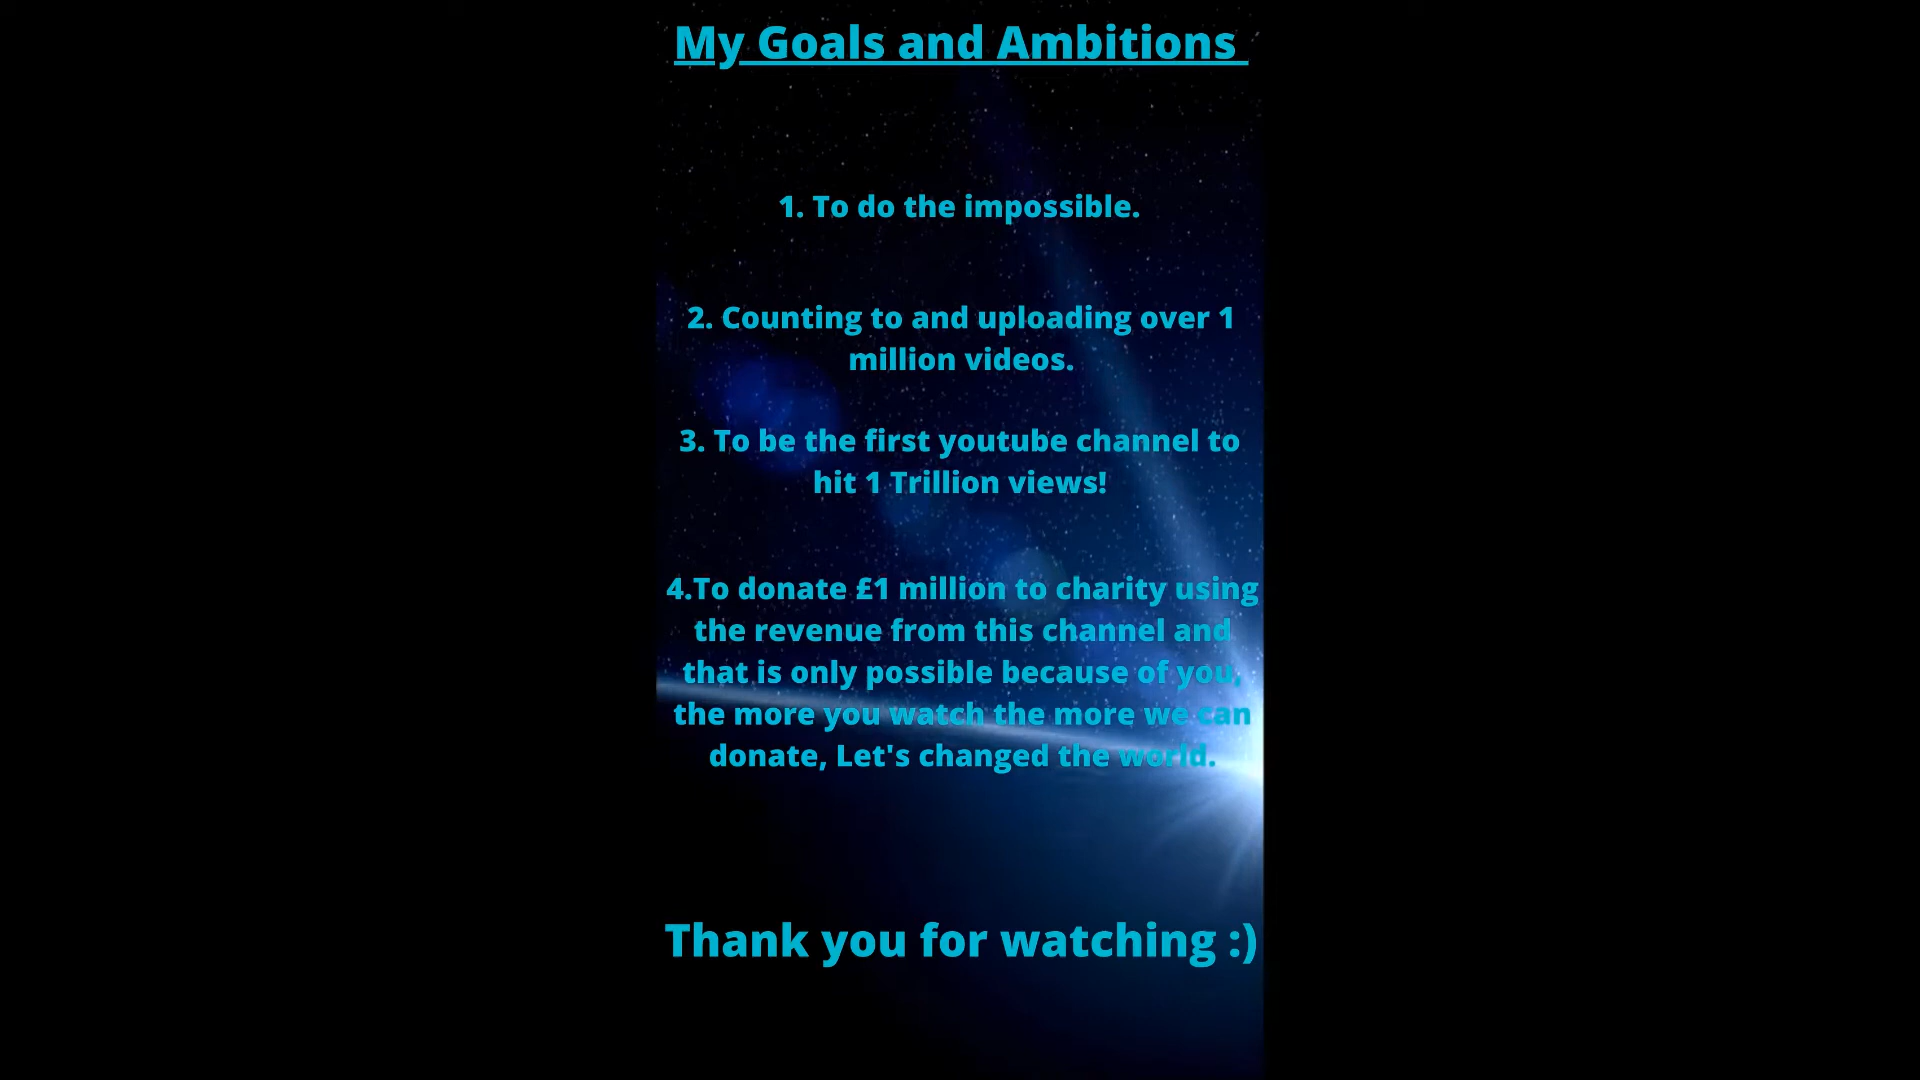 My Goals and Ambitions
1. To do the impossible.
2. Counting to and uploading over 1
million videos.
3. To be the first youtube channel to
hit 1 Trillion views!
4.To donate £1 million to charity using
the revenue from this channel and
that is only possible because of you,
the more you watch the more we can
donate, Let's changed the world.
Thank you for watching :)